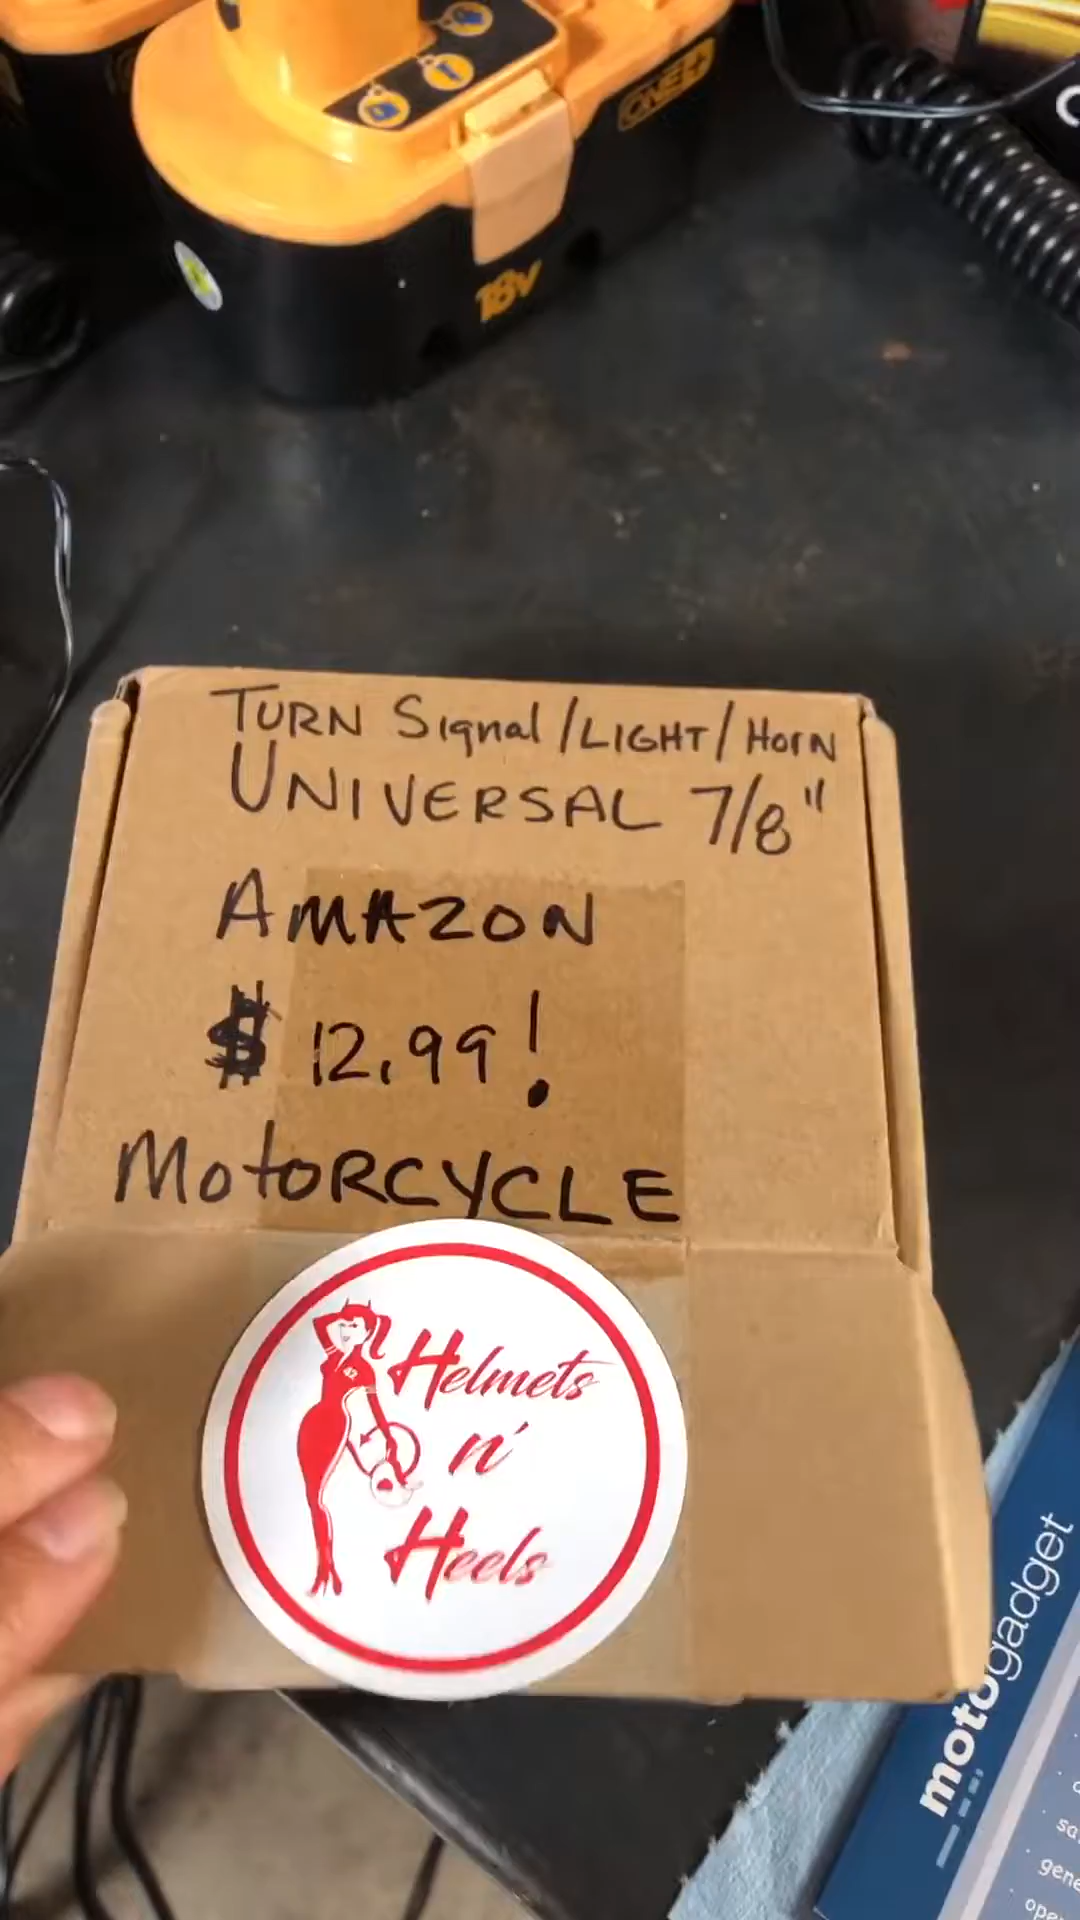 ONE+
18V
TURN Signal / LIGHT / Horn
UNIVERSAL 7/8"
AMAZON
$ 12.99!
MotORCYCLE
Helmets
n'
Heels
motogadget